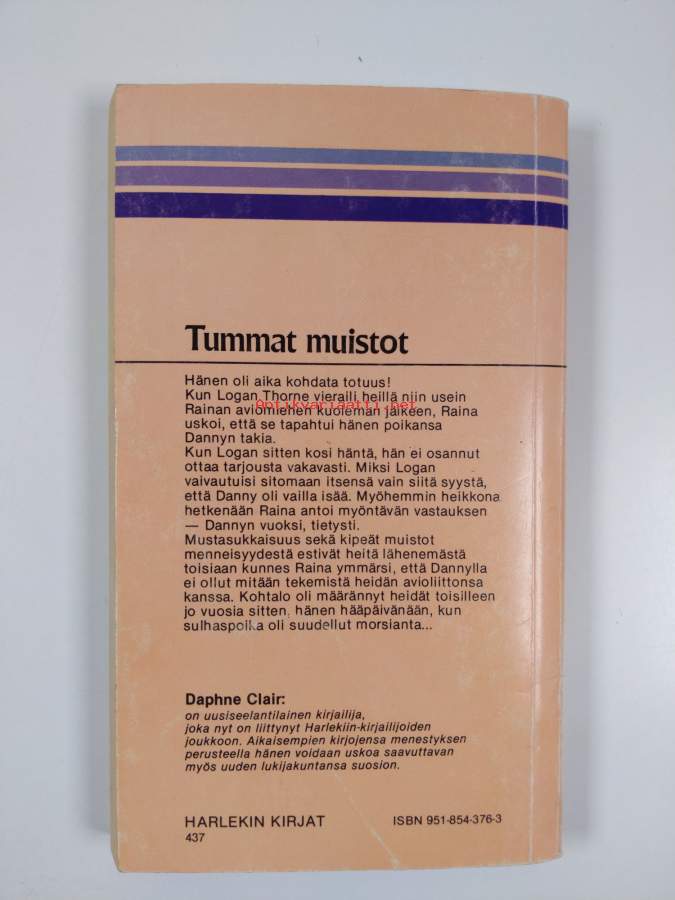 Tummat muistot
Hänen oli aika kohdata totuus!
Kun Logan Thorne vieraili heillä niin usein
Antikvariaatti.net
Rainan aviomiehen kuoleman jälkeen, Raina
uskoi, että se tapahtui hänen poikansa
Dannyn takia.
Kun Logan sitten kosi häntä, hän ei osannut
ottaa tarjousta vakavasti. Miksi Logan
vaivautuisi sitomaan itsensä vain siitä syystä,
että Danny oli vailla isää. Myöhemmin heikkona
hetkenään Raina antoi myöntävän vastauksen
— Dannyn vuoksi, tietysti.
Mustasukkaisuus sekä kipeät muistot
menneisyydestä estivät heitä lähenemästä
toisiaan kunnes Raina ymmärsi, että Dannylla
ei ollut mitään tekemistä heidän avioliittonsa
kanssa. Kohtalo oli määrännyt heidät toisilleen
jo vuosia sitten, hänen hääpäivänään, kun
sulhaspoika oli suudellut morsianta...
Daphne Clair:
on uusiseelantilainen kirjailija,
joka nyt on liittynyt Harlekiin-kirjailijoiden
joukkoon. Aikaisempien kirjojensa menestyksen
perusteella hänen voidaan uskoa saavuttavan
myös uuden lukijakuntansa suosion.
HARLEKIN KIRJAT
437
ISBN 951-854-376-3